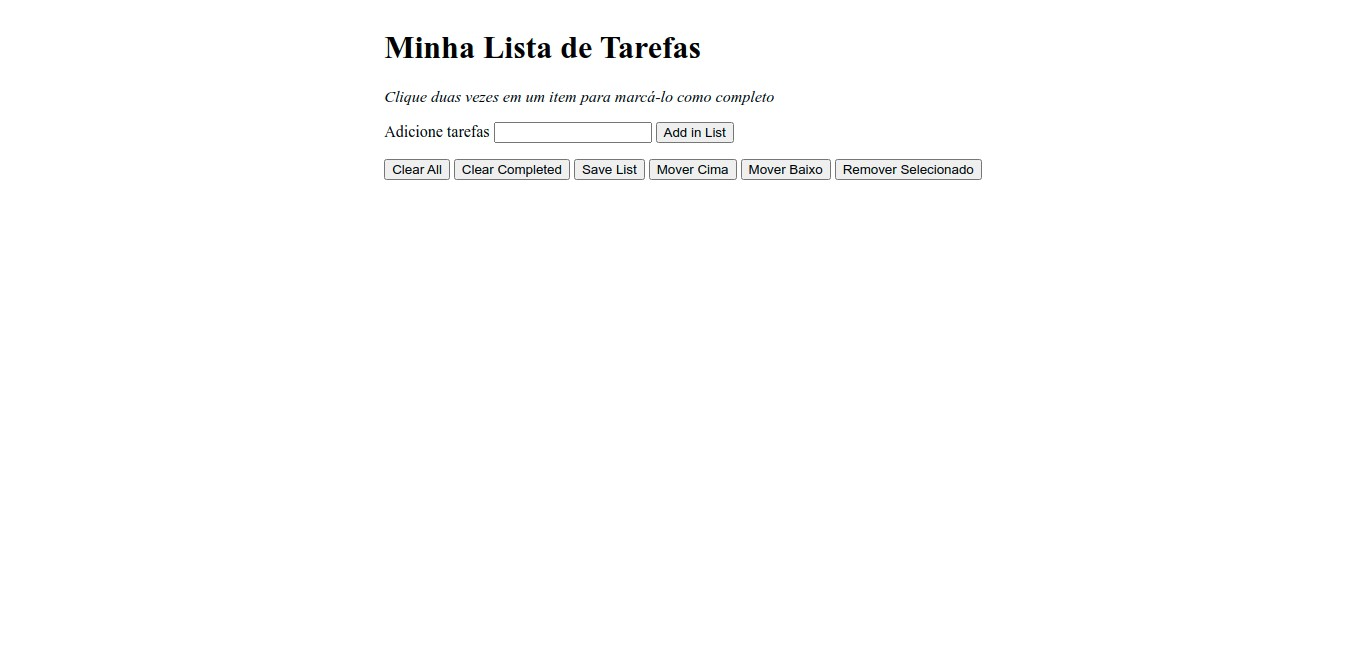 Minha Lista de Tarefas
Clique duas vezes em um item para marcá-lo como completo
Adicione tarefas Add in List
Clear All Clear Completed Save List Mover Cima Mover Baixo Remover Selecionado